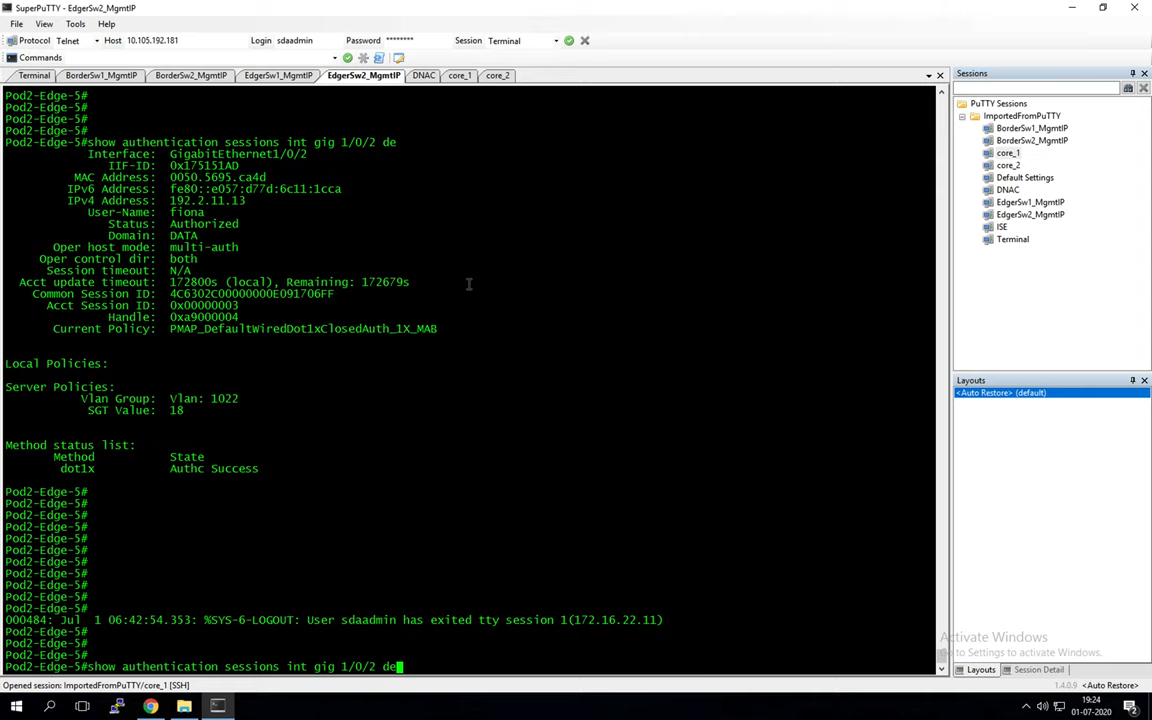 SuperPuTTY - EdgerSw2_MgmtIP
File View Tools Help
Protocol Telnet Host 10.105.192.181 Login sdaadmin Password ******** Session Terminal
Commands
Terminal BorderSw1_MgmtIP BorderSw2_MgmtIP EdgerSw1_MgmtIP EdgerSw2_MgmtIP DNAC core_1 core_2
Pod2-Edge-5#
Pod2-Edge-5#
Pod2-Edge-5#
Pod2-Edge-5#
Pod2-Edge-5#show authentication sessions int gig 1/0/2 de
Interface: GigabitEthernet1/0/2
IIF-ID: 0x175151AD
MAC Address: 0050.5695.ca4d
IPv6 Address: fe80::e057:d77d:6c11:1cca
IPv4 Address: 192.2.11.13
User-Name: fiona
Status: Authorized
Domain: DATA
Oper host mode: multi-auth
Oper control dir: both
Session timeout: N/A
Acct update timeout: 172800s (local), Remaining: 172679s
Common Session ID: 4C6302C00000000E091706FF
Acct Session ID: 0x00000003
Handle: 0xa9000004
Current Policy: PMAP_DefaultWiredDot1xClosedAuth_1X_MAB
Local Policies:
Server Policies:
Vlan Group: Vlan: 1022
SGT Value: 18
Method status list:
Method State
dot1x Authc Success
Pod2-Edge-5#
Pod2-Edge-5#
Pod2-Edge-5#
Pod2-Edge-5#
Pod2-Edge-5#
Pod2-Edge-5#
Pod2-Edge-5#
Pod2-Edge-5#
Pod2-Edge-5#
Pod2-Edge-5#
Pod2-Edge-5#
000484: Jul 1 06:42:54.353: %SYS-6-LOGOUT: User sdaadmin has exited tty session 1(172.16.22.11)
Pod2-Edge-5#
Pod2-Edge-5#
Pod2-Edge-5#
Pod2-Edge-5#show authentication sessions int gig 1/0/2 de
Sessions
PuTTY Sessions
ImportedFromPuTTY
BorderSw1_MgmtIP
BorderSw2_MgmtIP
core_1
core_2
Default Settings
DNAC
EdgerSw1_MgmtIP
EdgerSw2_MgmtIP
ISE
Terminal
Layouts
<Auto Restore> (default)
Activate Windows
Go to Settings to activate Windows.
Layouts Session Detail
Opened session: ImportedFromPuTTY/core_1 [SSH]
1.4.0.9 <Auto Restore>
19:24
01-07-2020
2